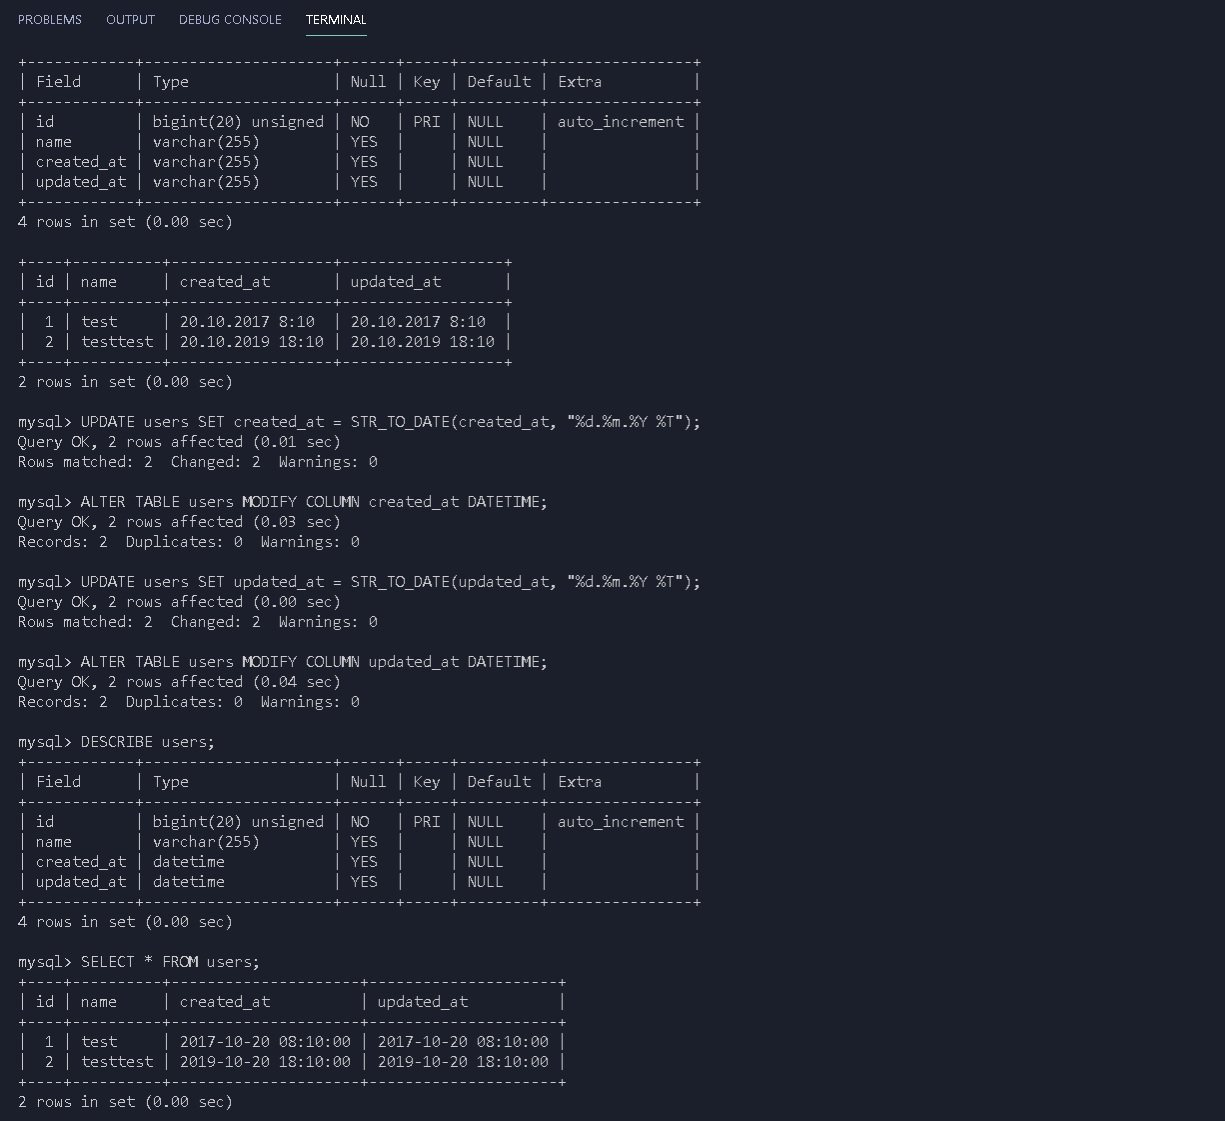 PROBLEMS OUTPUT DEBUG CONSOLE TERMINAL
+------------+---------------------+------+-----+---------+----------------+
| Field      | Type                | Null | Key | Default | Extra          |
+------------+---------------------+------+-----+---------+----------------+
| id         | bigint(20) unsigned | NO   | PRI | NULL    | auto_increment |
| name       | varchar(255)        | YES  |     | NULL    |                |
| created_at | varchar(255)        | YES  |     | NULL    |                |
| updated_at | varchar(255)        | YES  |     | NULL    |                |
+------------+---------------------+------+-----+---------+----------------+
4 rows in set (0.00 sec)
+----+----------+------------------+------------------+
| id | name     | created_at       | updated_at       |
+----+----------+------------------+------------------+
|  1 | test     | 20.10.2017 8:10  | 20.10.2017 8:10  |
|  2 | testtest | 20.10.2019 18:10 | 20.10.2019 18:10 |
+----+----------+------------------+------------------+
2 rows in set (0.00 sec)
mysql> UPDATE users SET created_at = STR_TO_DATE(created_at, "%d.%m.%Y %T");
Query OK, 2 rows affected (0.01 sec)
Rows matched: 2  Changed: 2  Warnings: 0
mysql> ALTER TABLE users MODIFY COLUMN created_at DATETIME;
Query OK, 2 rows affected (0.03 sec)
Records: 2  Duplicates: 0  Warnings: 0
mysql> UPDATE users SET updated_at = STR_TO_DATE(updated_at, "%d.%m.%Y %T");
Query OK, 2 rows affected (0.00 sec)
Rows matched: 2  Changed: 2  Warnings: 0
mysql> ALTER TABLE users MODIFY COLUMN updated_at DATETIME;
Query OK, 2 rows affected (0.04 sec)
Records: 2  Duplicates: 0  Warnings: 0
mysql> DESCRIBE users;
+------------+---------------------+------+-----+---------+----------------+
| Field      | Type                | Null | Key | Default | Extra          |
+------------+---------------------+------+-----+---------+----------------+
| id         | bigint(20) unsigned | NO   | PRI | NULL    | auto_increment |
| name       | varchar(255)        | YES  |     | NULL    |                |
| created_at | datetime            | YES  |     | NULL    |                |
| updated_at | datetime            | YES  |     | NULL    |                |
+------------+---------------------+------+-----+---------+----------------+
4 rows in set (0.00 sec)
mysql> SELECT * FROM users;
+----+----------+---------------------+---------------------+
| id | name     | created_at          | updated_at          |
+----+----------+---------------------+---------------------+
|  1 | test     | 2017-10-20 08:10:00 | 2017-10-20 08:10:00 |
|  2 | testtest | 2019-10-20 18:10:00 | 2019-10-20 18:10:00 |
+----+----------+---------------------+---------------------+
2 rows in set (0.00 sec)